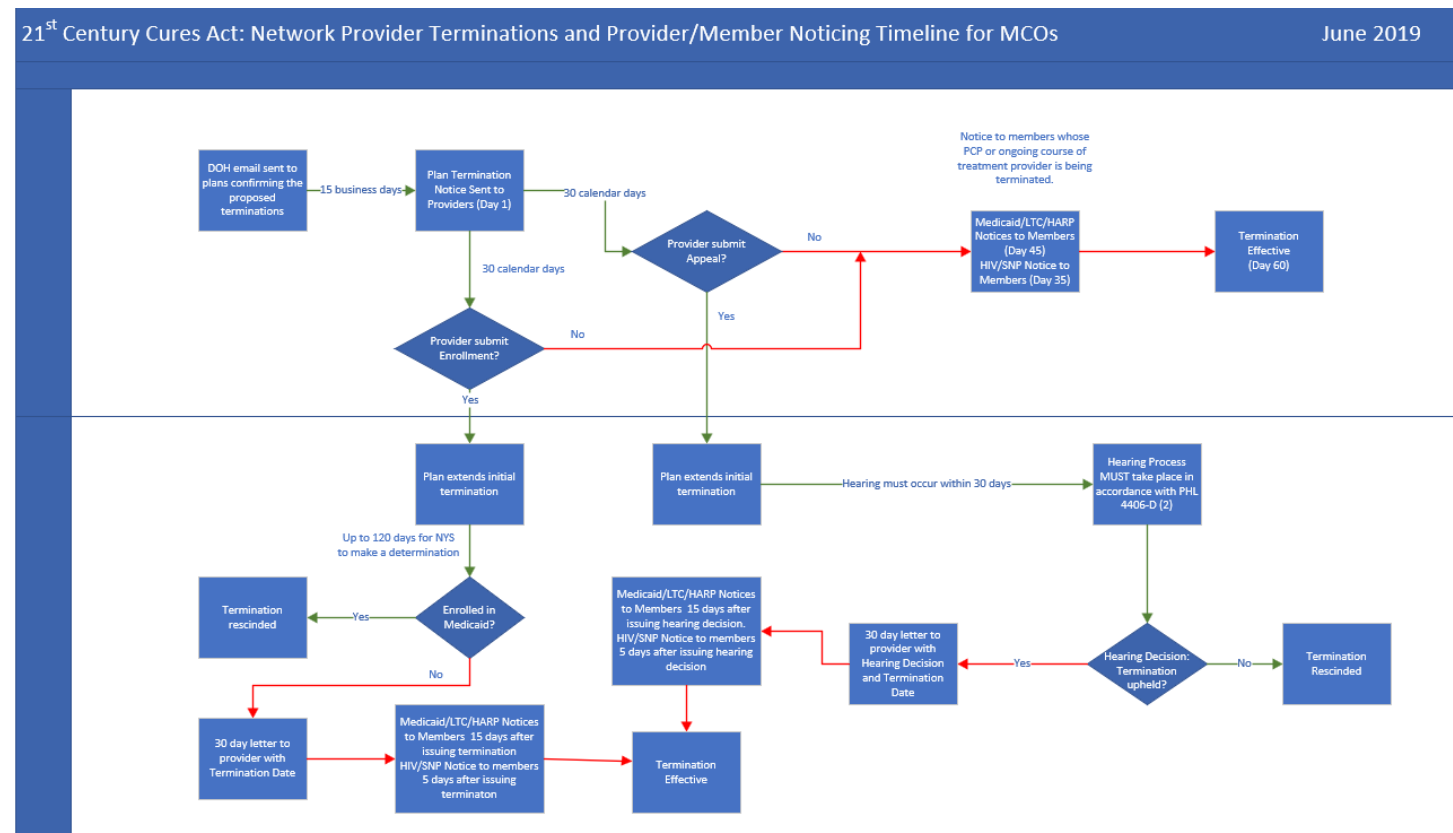 21st Century Cures Act: Network Provider Terminations and Provider/Member Noticing Timeline for MCOs
June 2019
DOH email sent to
plans confirming the
proposed
terminations
15 business days
Plan Termination
Notice Sent to
Providers (Day 1)
30 calendar days
Provider submit
Appeal?
No
Notice to members whose
PCP or ongoing course of
treatment provider is being
terminated.
Medicaid/LTC/HARP
Notices to Members
(Day 45)
HIV/SNP Notice to
Members (Day 35)
Termination
Effective
(Day 60)
30 calendar days
Yes
Provider submit
Enrollment?
No
Yes
Plan extends initial
termination
Plan extends initial
termination
Hearing must occur within 30 days
Hearing Process
MUST take place in
accordance with PHL
4406-D (2)
Up to 120 days for NYS
to make a determination
Termination
rescinded
Yes
Enrolled in
Medicaid?
No
Medicaid/LTC/HARP Notices
to Members 15 days after
issuing hearing decision.
HIV/SNP Notice to members
5 days after issuing hearing
decision
30 day letter to
provider with
Hearing Decision
and Termination
Date
Yes
Hearing Decision:
Termination
upheld?
No
Termination
Rescinded
30 day letter to
provider with
Termination Date
Medicaid/LTC/HARP Notices
to Members 15 days after
issuing termination
HIV/SNP Notice to members
5 days after issuing
terminaton
Termination
Effective